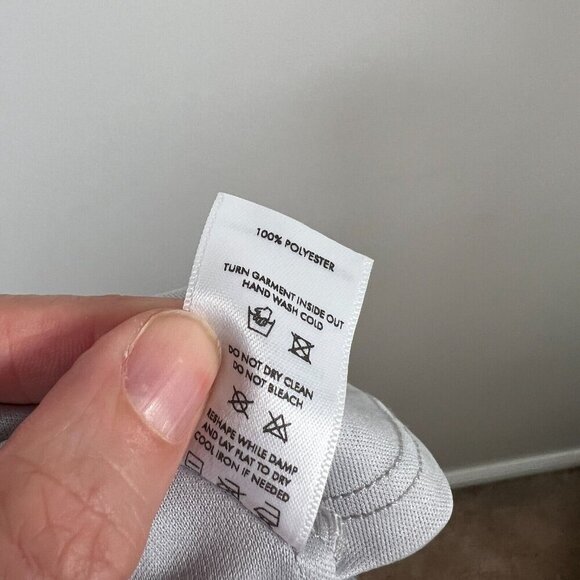 100% POLYESTER
TURN GARMENT INSIDE OUT
HAND WASH COLD
DO NOT DRY CLEAN
DO NOT BLEACH
RESHAPE WHILE DAMP
AND LAY FLAT TO DRY
COOL IRON IF NEEDED